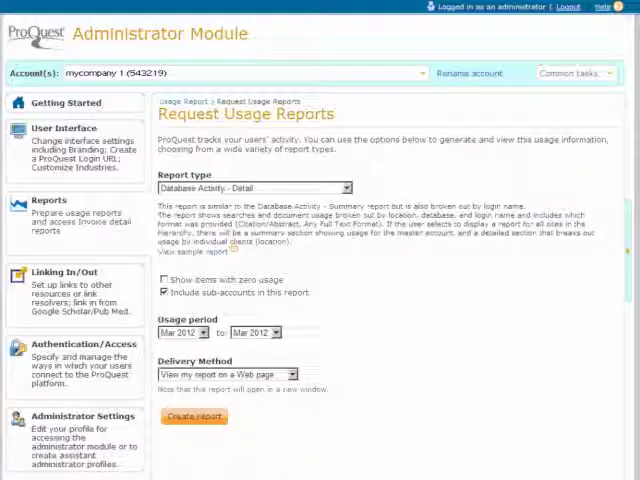 Logged in as an administrator | Logout Help
ProQuest Administrator Module
Account(s): mycompany 1 (543219) Rename account Common tasks
Getting Started
User Interface
Change interface settings
including Branding; Create
a ProQuest Login URL;
Customize Industries.
Reports
Prepare usage reports
and access Invoice detail
reports
Linking In/Out
Set up links to other
resources or link
resolvers; link in from
Google Scholar/Pub Med.
Authentication/Access
Specify and manage the
ways in which your users
connect to the ProQuest
platform.
Administrator Settings
Edit your profile for
accessing the
administrator module or to
create assistant
administrator profiles.
Usage Report > Request Usage Reports
Request Usage Reports
ProQuest tracks your users' activity. You can use the options below to generate and view this usage information,
choosing from a wide variety of report types.
Report type
Database Activity - Detail
This report is similar to the Database Activity - Summary report but is also broken out by login name.
The report shows searches and document usage broken out by location, database, and login name and includes which
format was provided (Citation/Abstract, Any Full Text Format). If the user selects to display a report for all sites in the
hierarchy, there will be a summary section showing usage for the master account, and a detailed section that breaks out
usage by individual clients (location).
View sample report
Show items with zero usage
Include sub-accounts in this report
Usage period
Mar 2012 to: Mar 2012
Delivery Method
View my report on a Web page
Note that this report will open in a new window.
Create report